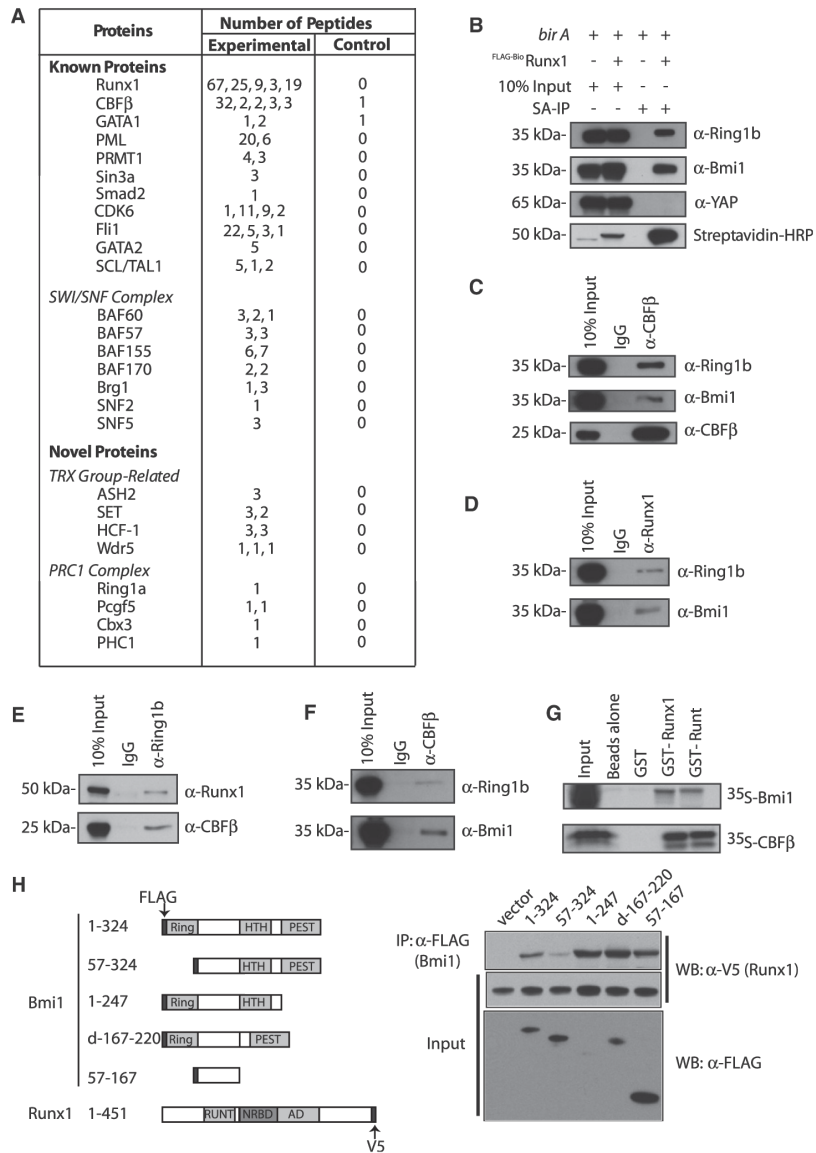 A
Proteins
Number of Peptides
Experimental Control
Known Proteins
Runx1 67, 25, 9, 3, 19 0
CBFβ 32, 2, 2, 3, 3 1
GATA1 1, 2 1
PML 20, 6 0
PRMT1 4, 3 0
Sin3a 3 0
Smad2 1 0
CDK6 1, 11, 9, 2 0
Fli1 22, 5, 3, 1 0
GATA2 5 0
SCL/TAL1 5, 1, 2 0
SWI/SNF Complex
BAF60 3, 2, 1 0
BAF57 3, 3 0
BAF155 6, 7 0
BAF170 2, 2 0
Brg1 1, 3 0
SNF2 1 0
SNF5 3 0
Novel Proteins
TRX Group-Related
ASH2 3 0
SET 3, 2 0
HCF-1 3, 3 0
Wdr5 1, 1, 1 0
PRC1 Complex
Ring1a 1 0
Pcgf5 1, 1 0
Cbx3 1 0
PHC1 1 0
B
bir A + + + +
FLAG-Bio Runx1 - + - +
10% Input + + - -
SA-IP - - + +
35 kDa- α-Ring1b
35 kDa- α-Bmi1
65 kDa- α-YAP
50 kDa- Streptavidin-HRP
C
10% Input IgG α-CBFβ
35 kDa- α-Ring1b
35 kDa- α-Bmi1
25 kDa- α-CBFβ
D
10% Input IgG α-Runx1
35 kDa- α-Ring1b
35 kDa- α-Bmi1
E
10% Input IgG α-Ring1b
50 kDa- α-Runx1
25 kDa- α-CBFβ
F
10% Input IgG α-CBFβ
35 kDa- α-Ring1b
35 kDa- α-Bmi1
G
Input Beads alone GST GST- Runx1 GST- Runt
35S-Bmi1
35S-CBFβ
H
FLAG
Bmi1
1-324 Ring HTH PEST
57-324 HTH PEST
1-247 Ring HTH
d-167-220 Ring PEST
57-167
Runx1 1-451 RUNT NRBD AD
V5
vector 1-324 57-324 1-247 d-167-220 57-167
IP: α-FLAG
(Bmi1)
WB: α-V5 (Runx1)
Input
WB: α-FLAG